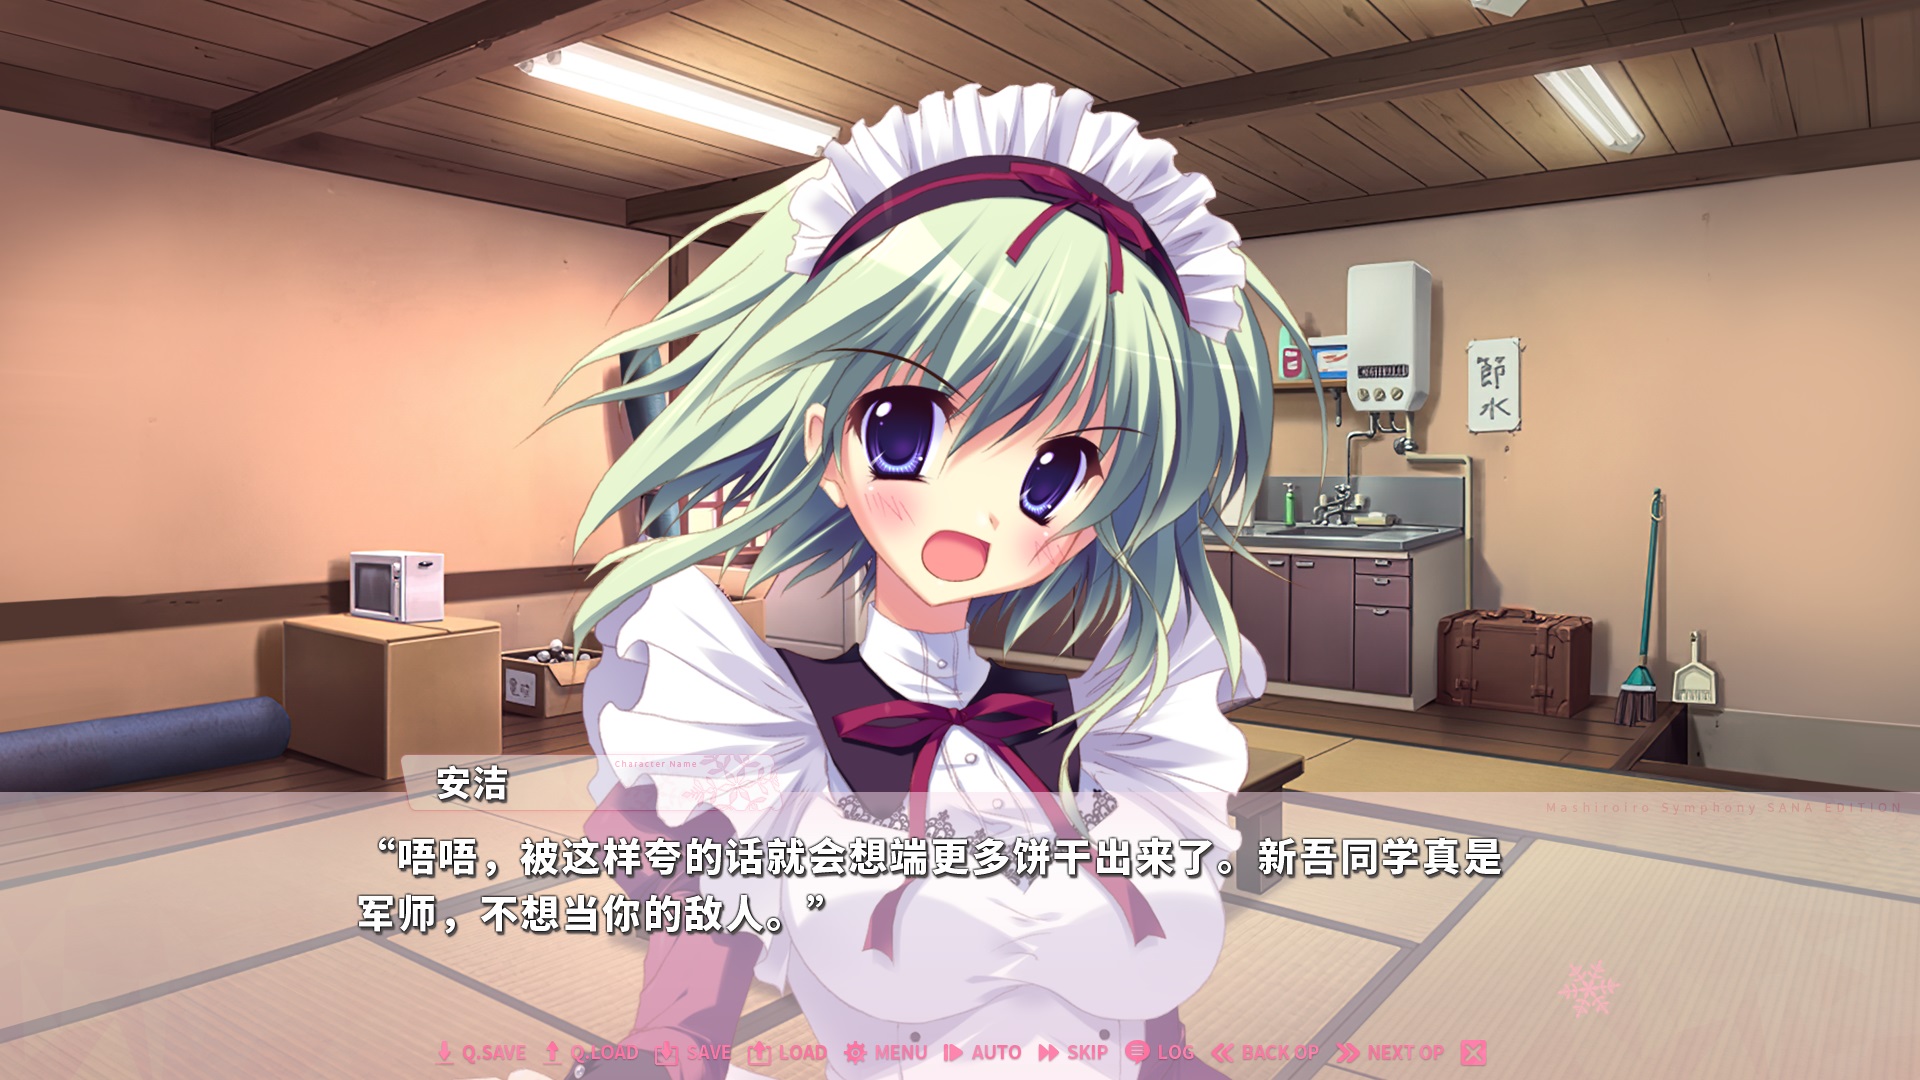 節
水
Character Name
安洁
Mashiroiro Symphony SANA EDITION
“唔唔，被这样夸的话就会想端更多饼干出来了。新吾同学真是
军师，不想当你的敌人。”
Q.SAVE Q.LOAD SAVE LOAD MENU AUTO SKIP LOG BACK OP NEXT OP